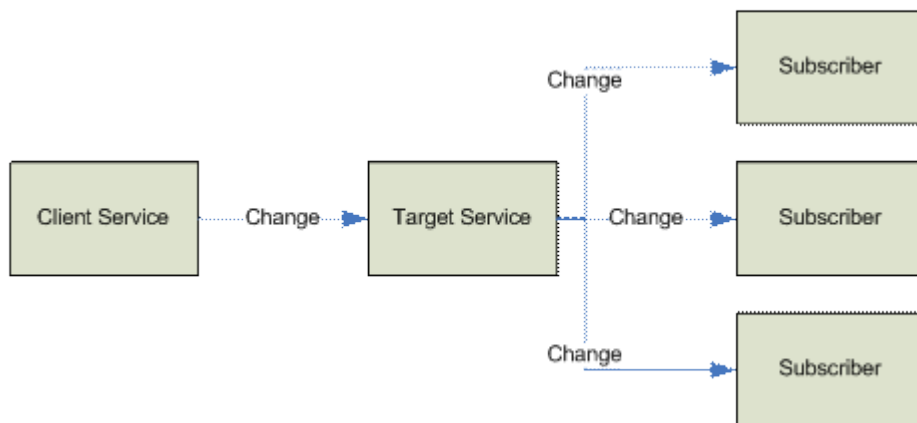 Subscriber
Change
Client Service
Change
Target Service
Change
Subscriber
Change
Subscriber